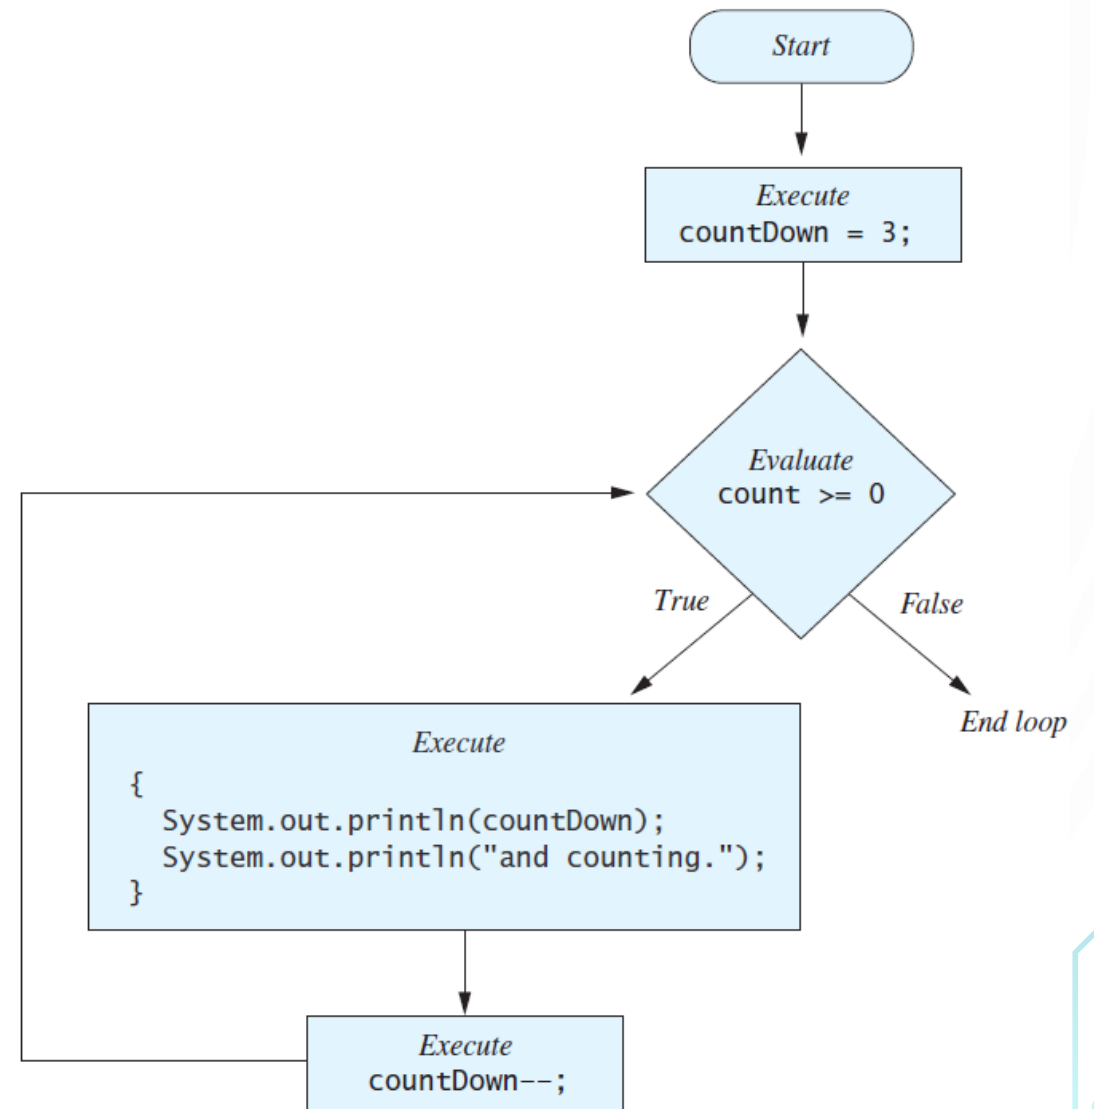 Start
Execute
countDown = 3;
Evaluate
count >= 0
True
False
End loop
Execute
{
System.out.println(countDown);
System.out.println("and counting.");
}
Execute
countDown--;